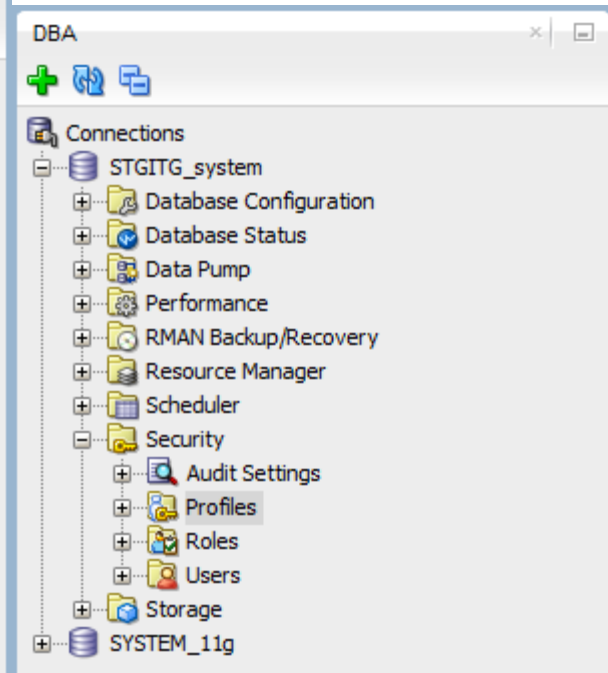 DBA
Connections
STGITG_system
Database Configuration
Database Status
Data Pump
Performance
RMAN Backup/Recovery
Resource Manager
Scheduler
Security
Audit Settings
Profiles
Roles
Users
Storage
SYSTEM_11g